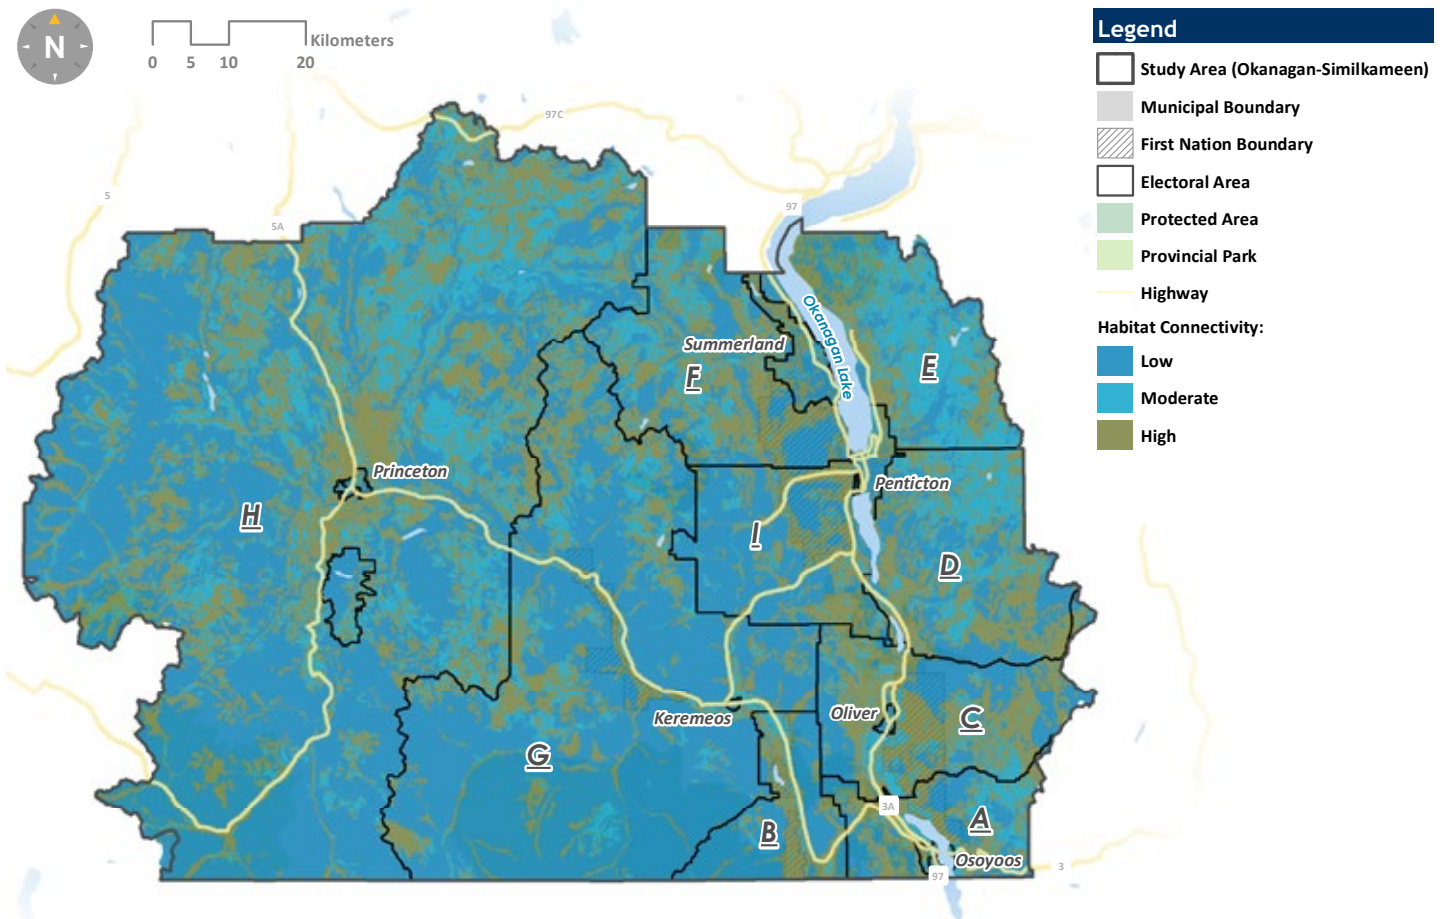 N
Kilometers
0 5 10 20
Legend
Study Area (Okanagan-Similkameen)
Municipal Boundary
First Nation Boundary
Electoral Area
Protected Area
Provincial Park
Highway
Habitat Connectivity:
Low
Moderate
High
97C
5
97
5A
Okanagan Lake
Summerland
F
E
Princeton
Penticton
H
I
D
Keremeos
Oliver
C
G
3A
B
A
Osoyoos
3
97